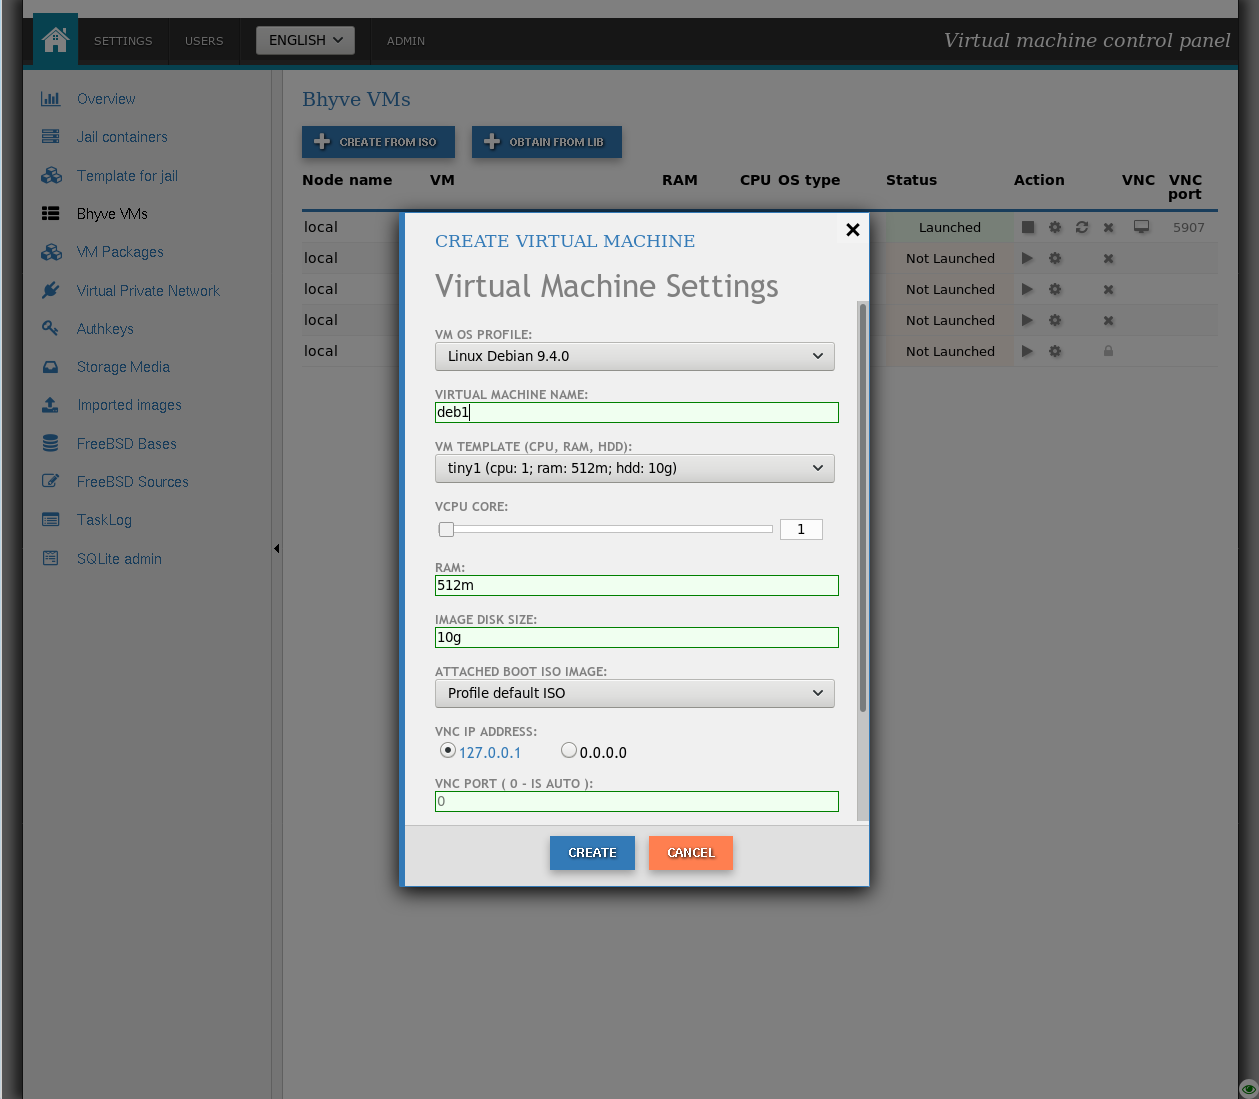 SETTINGS USERS ENGLISH ADMIN Virtual machine control panel
Overview
Jail containers
Template for jail
Bhyve VMs
VM Packages
Virtual Private Network
Authkeys
Storage Media
Imported images
FreeBSD Bases
FreeBSD Sources
TaskLog
SQLite admin
Bhyve VMs
CREATE FROM ISO OBTAIN FROM LIB
Node name VM RAM CPU OS type Status Action VNC VNC port
local Launched 5907
local Not Launched
local Not Launched
local Not Launched
local Not Launched
CREATE VIRTUAL MACHINE
Virtual Machine Settings
VM OS PROFILE:
Linux Debian 9.4.0
VIRTUAL MACHINE NAME:
deb1
VM TEMPLATE (CPU, RAM, HDD):
tiny1 (cpu: 1; ram: 512m; hdd: 10g)
VCPU CORE:
1
RAM:
512m
IMAGE DISK SIZE:
10g
ATTACHED BOOT ISO IMAGE:
Profile default ISO
VNC IP ADDRESS:
127.0.0.1 0.0.0.0
VNC PORT ( 0 - IS AUTO ):
0
CREATE CANCEL